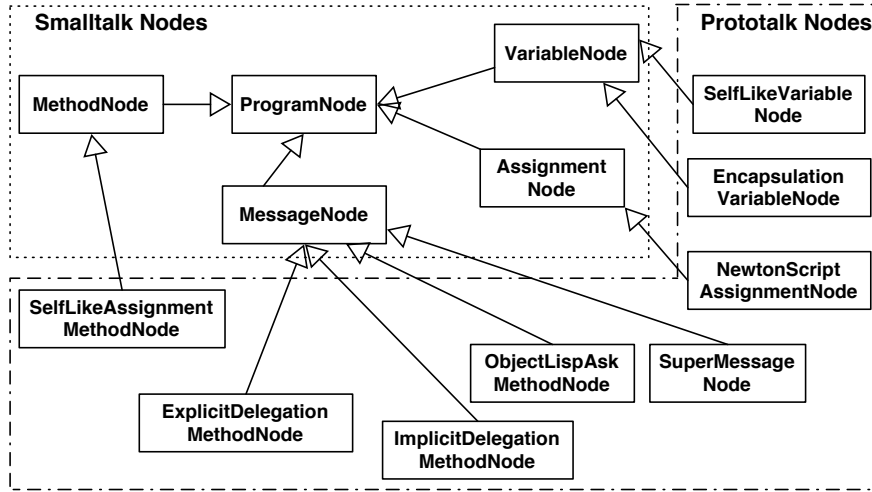 Smalltalk Nodes
Prototalk Nodes
VariableNode
MethodNode
ProgramNode
SelfLikeVariable
Node
Assignment
Node
Encapsulation
VariableNode
MessageNode
NewtonScript
AssignmentNode
SelfLikeAssignment
MethodNode
ObjectLispAsk
MethodNode
SuperMessage
Node
ExplicitDelegation
MethodNode
ImplicitDelegation
MethodNode